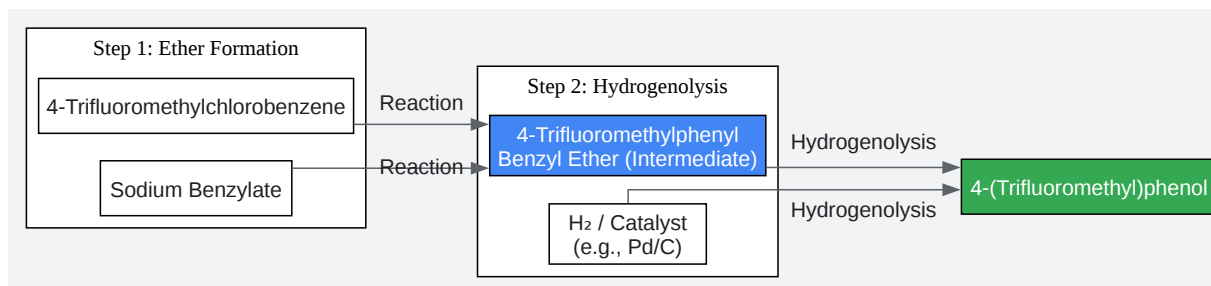 Step 1: Ether Formation
4-Trifluoromethylchlorobenzene
Sodium Benzylate
Reaction
Reaction
Step 2: Hydrogenolysis
4-Trifluoromethylphenyl
Benzyl Ether (Intermediate)
H₂ / Catalyst
(e.g., Pd/C)
Hydrogenolysis
Hydrogenolysis
4-(Trifluoromethyl)phenol